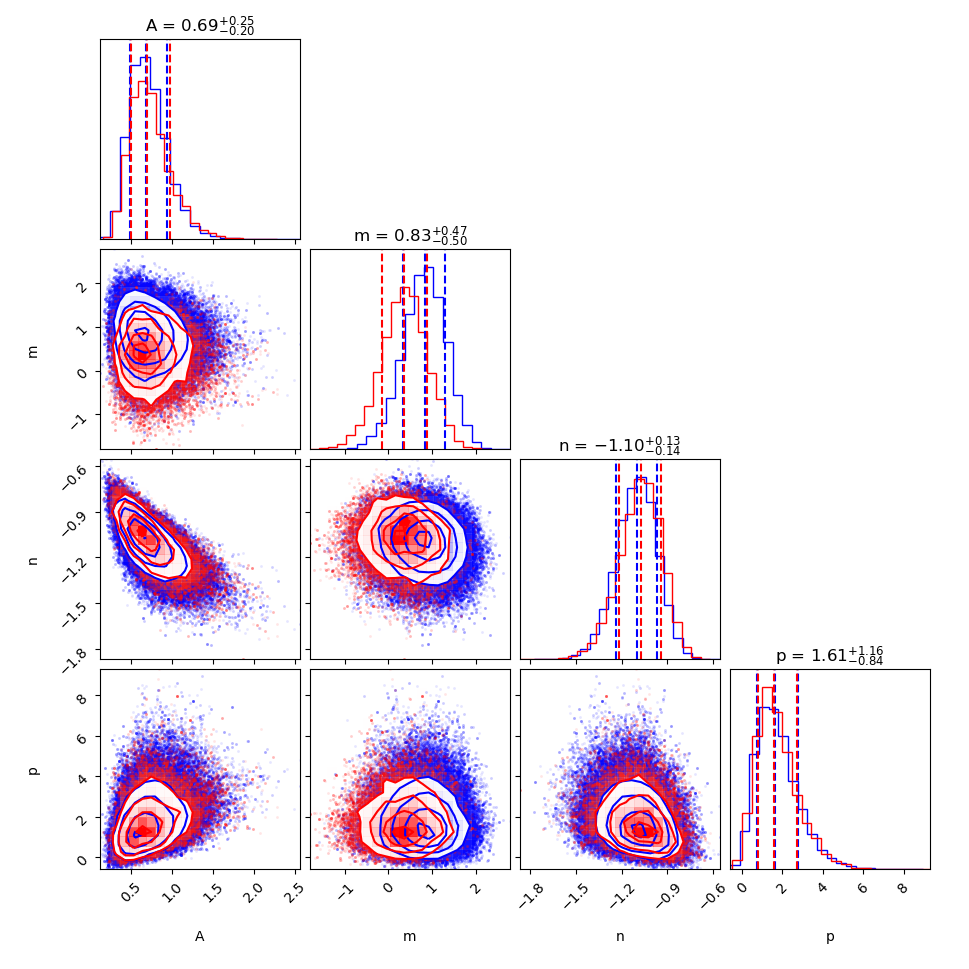 A = 0.69+0.25 −0.20
m = 0.83+0.47 −0.50
2
1
0
−1
m
n = −1.10+0.13 −0.14
−0.6
−0.9
−1.2
−1.5
−1.8
n
p = 1.61+1.16 −0.84
8
6
4
2
0
p
0.5 1.0 1.5 2.0 2.5
−1 0 1 2
−1.8 −1.5 −1.2 −0.9 −0.6
0 2 4 6 8
A m n p